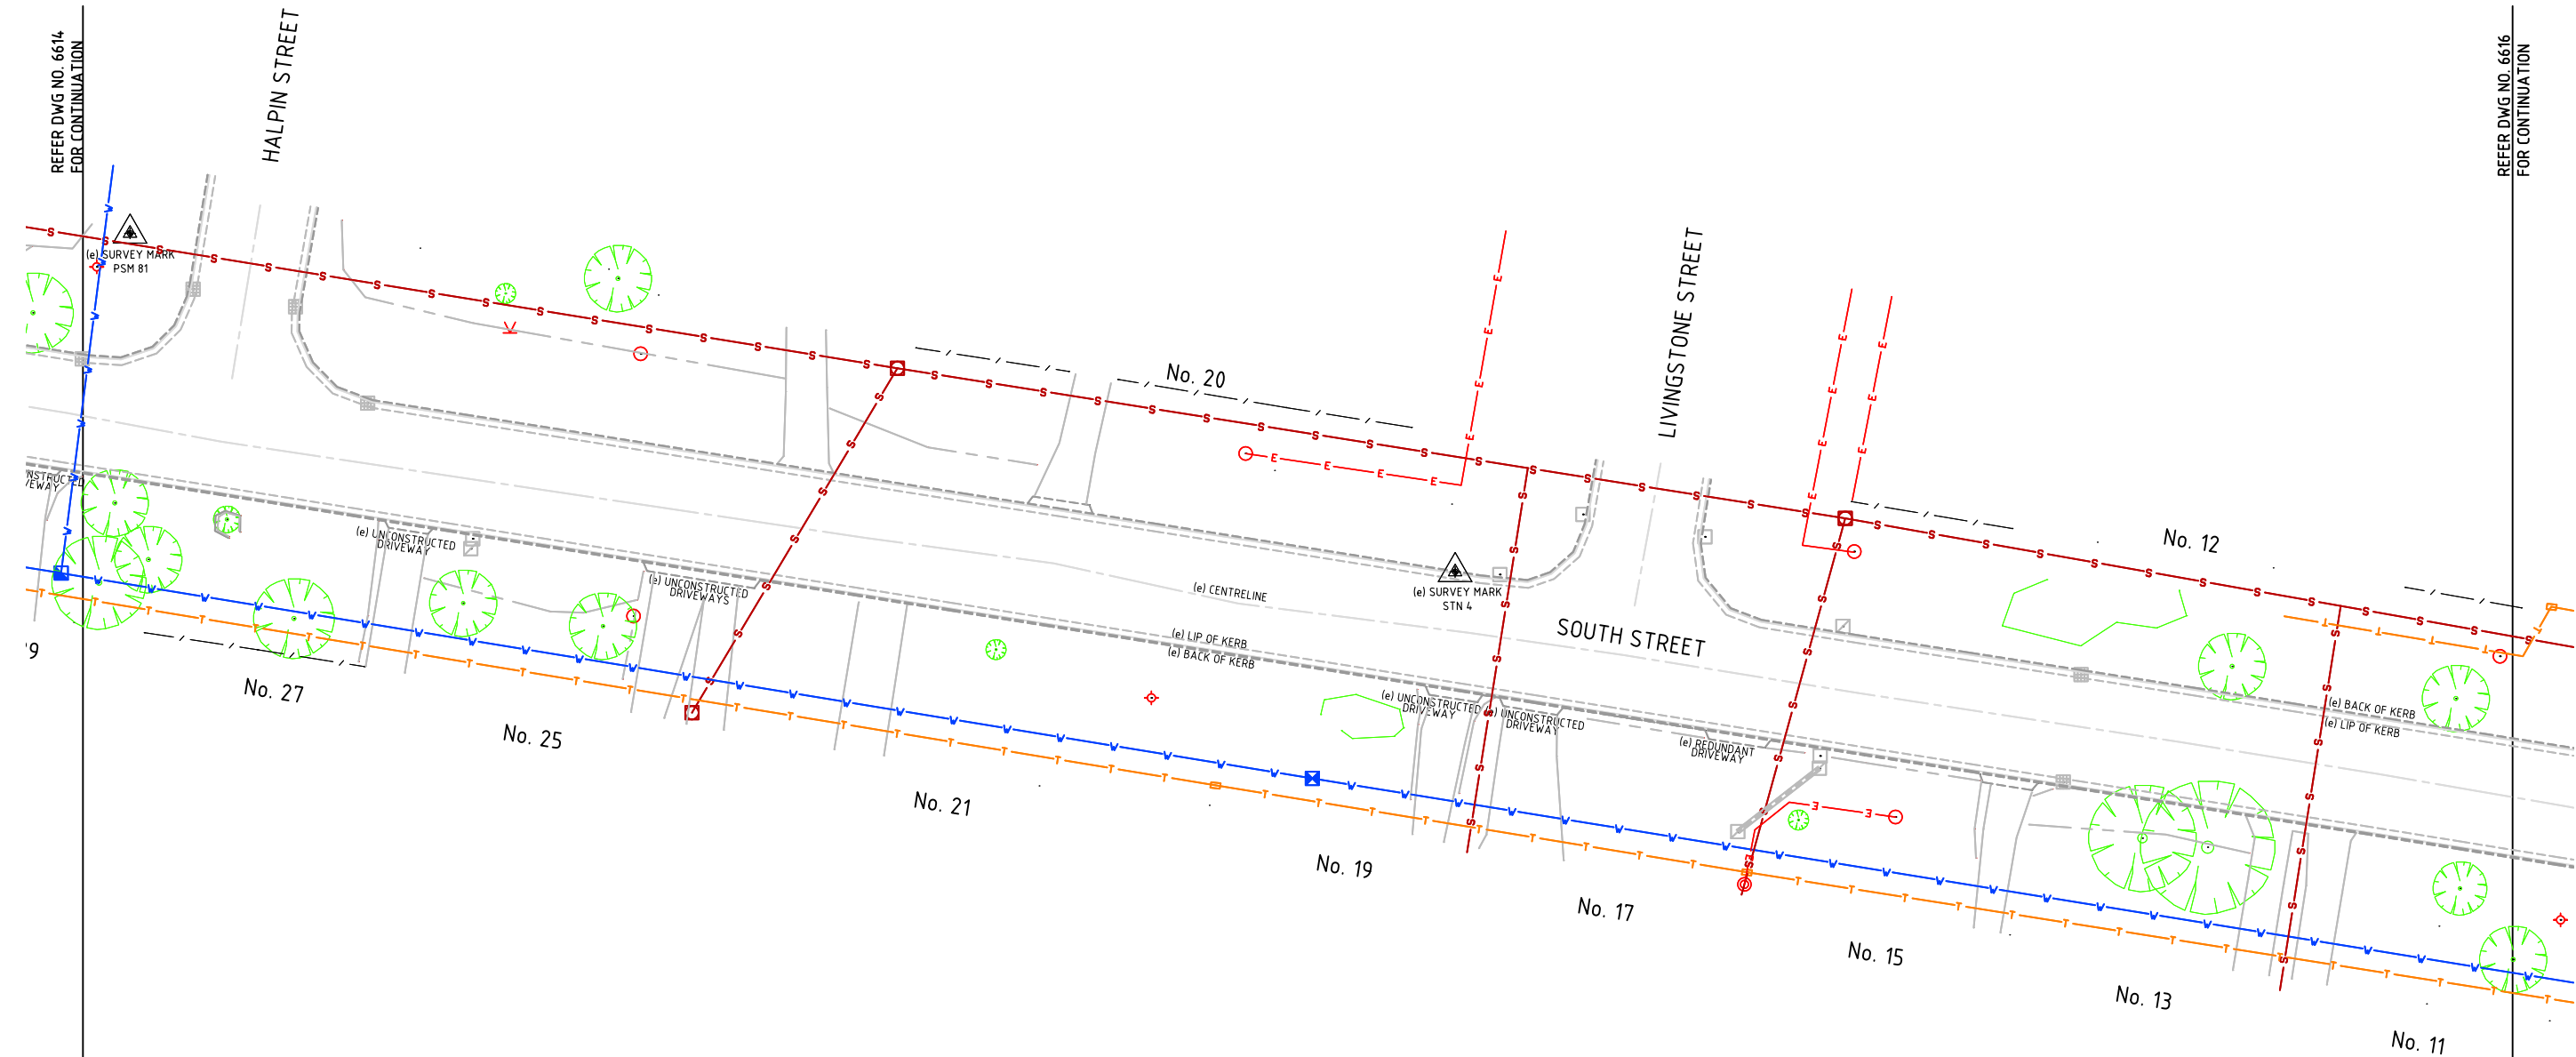 REFER DWG NO. 6614
FOR CONTINUATION
HALPIN STREET
REFER DWG NO. 6616
FOR CONTINUATION
LIVINGSTONE STREET
(e) SURVEY MARK
PSM 81
No. 20
No. 12
(e) UNCONSTRUCTED
DRIVEWAY
(e) UNCONSTRUCTED
DRIVEWAYS
(e) CENTRELINE
(e) SURVEY MARK
STN 4
SOUTH STREET
(e) LIP OF KERB
(e) BACK OF KERB
(e) UNCONSTRUCTED
DRIVEWAY
UNCONSTRUCTED
DRIVEWAY
(e) REDUNDANT
DRIVEWAY
(e) BACK OF KERB
(e) LIP OF KERB
No. 27
No. 25
No. 21
No. 19
No. 17
No. 15
No. 13
No. 11